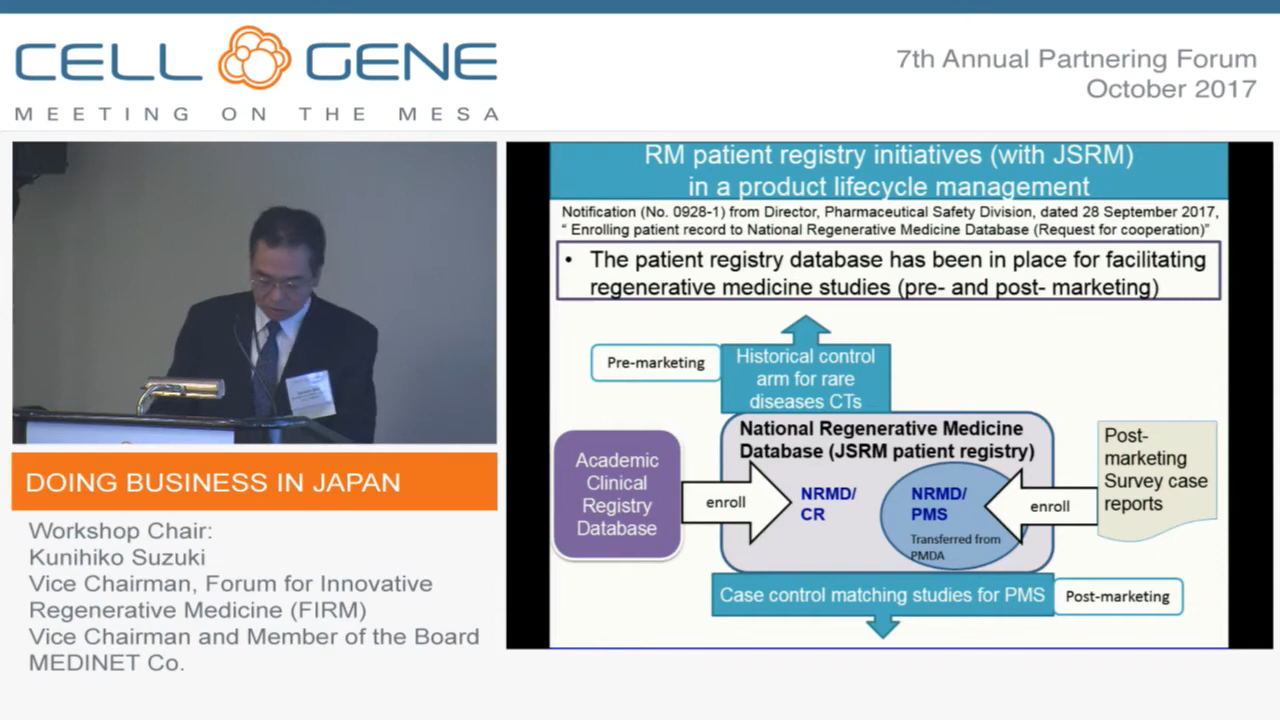 CELL GENE
MEETING ON THE MESA
7th Annual Partnering Forum
October 2017
RM patient registry initiatives (with JSRM)
in a product lifecycle management
Notification (No. 0928-1) from Director, Pharmaceutical Safety Division, dated 28 September 2017,
“ Enrolling patient record to National Regenerative Medicine Database (Request for cooperation)”
• The patient registry database has been in place for facilitating
regenerative medicine studies (pre- and post- marketing)
Pre-marketing
Historical control
arm for rare
diseases CTs
National Regenerative Medicine
Database (JSRM patient registry)
Academic
Clinical
Registry
Database
enroll
NRMD/
CR
NRMD/
PMS
Transferred from
PMDA
enroll
Post-
marketing
Survey case
reports
Case control matching studies for PMS
Post-marketing
DOING BUSINESS IN JAPAN
Workshop Chair:
Kunihiko Suzuki
Vice Chairman, Forum for Innovative
Regenerative Medicine (FIRM)
Vice Chairman and Member of the Board
MEDINET Co.